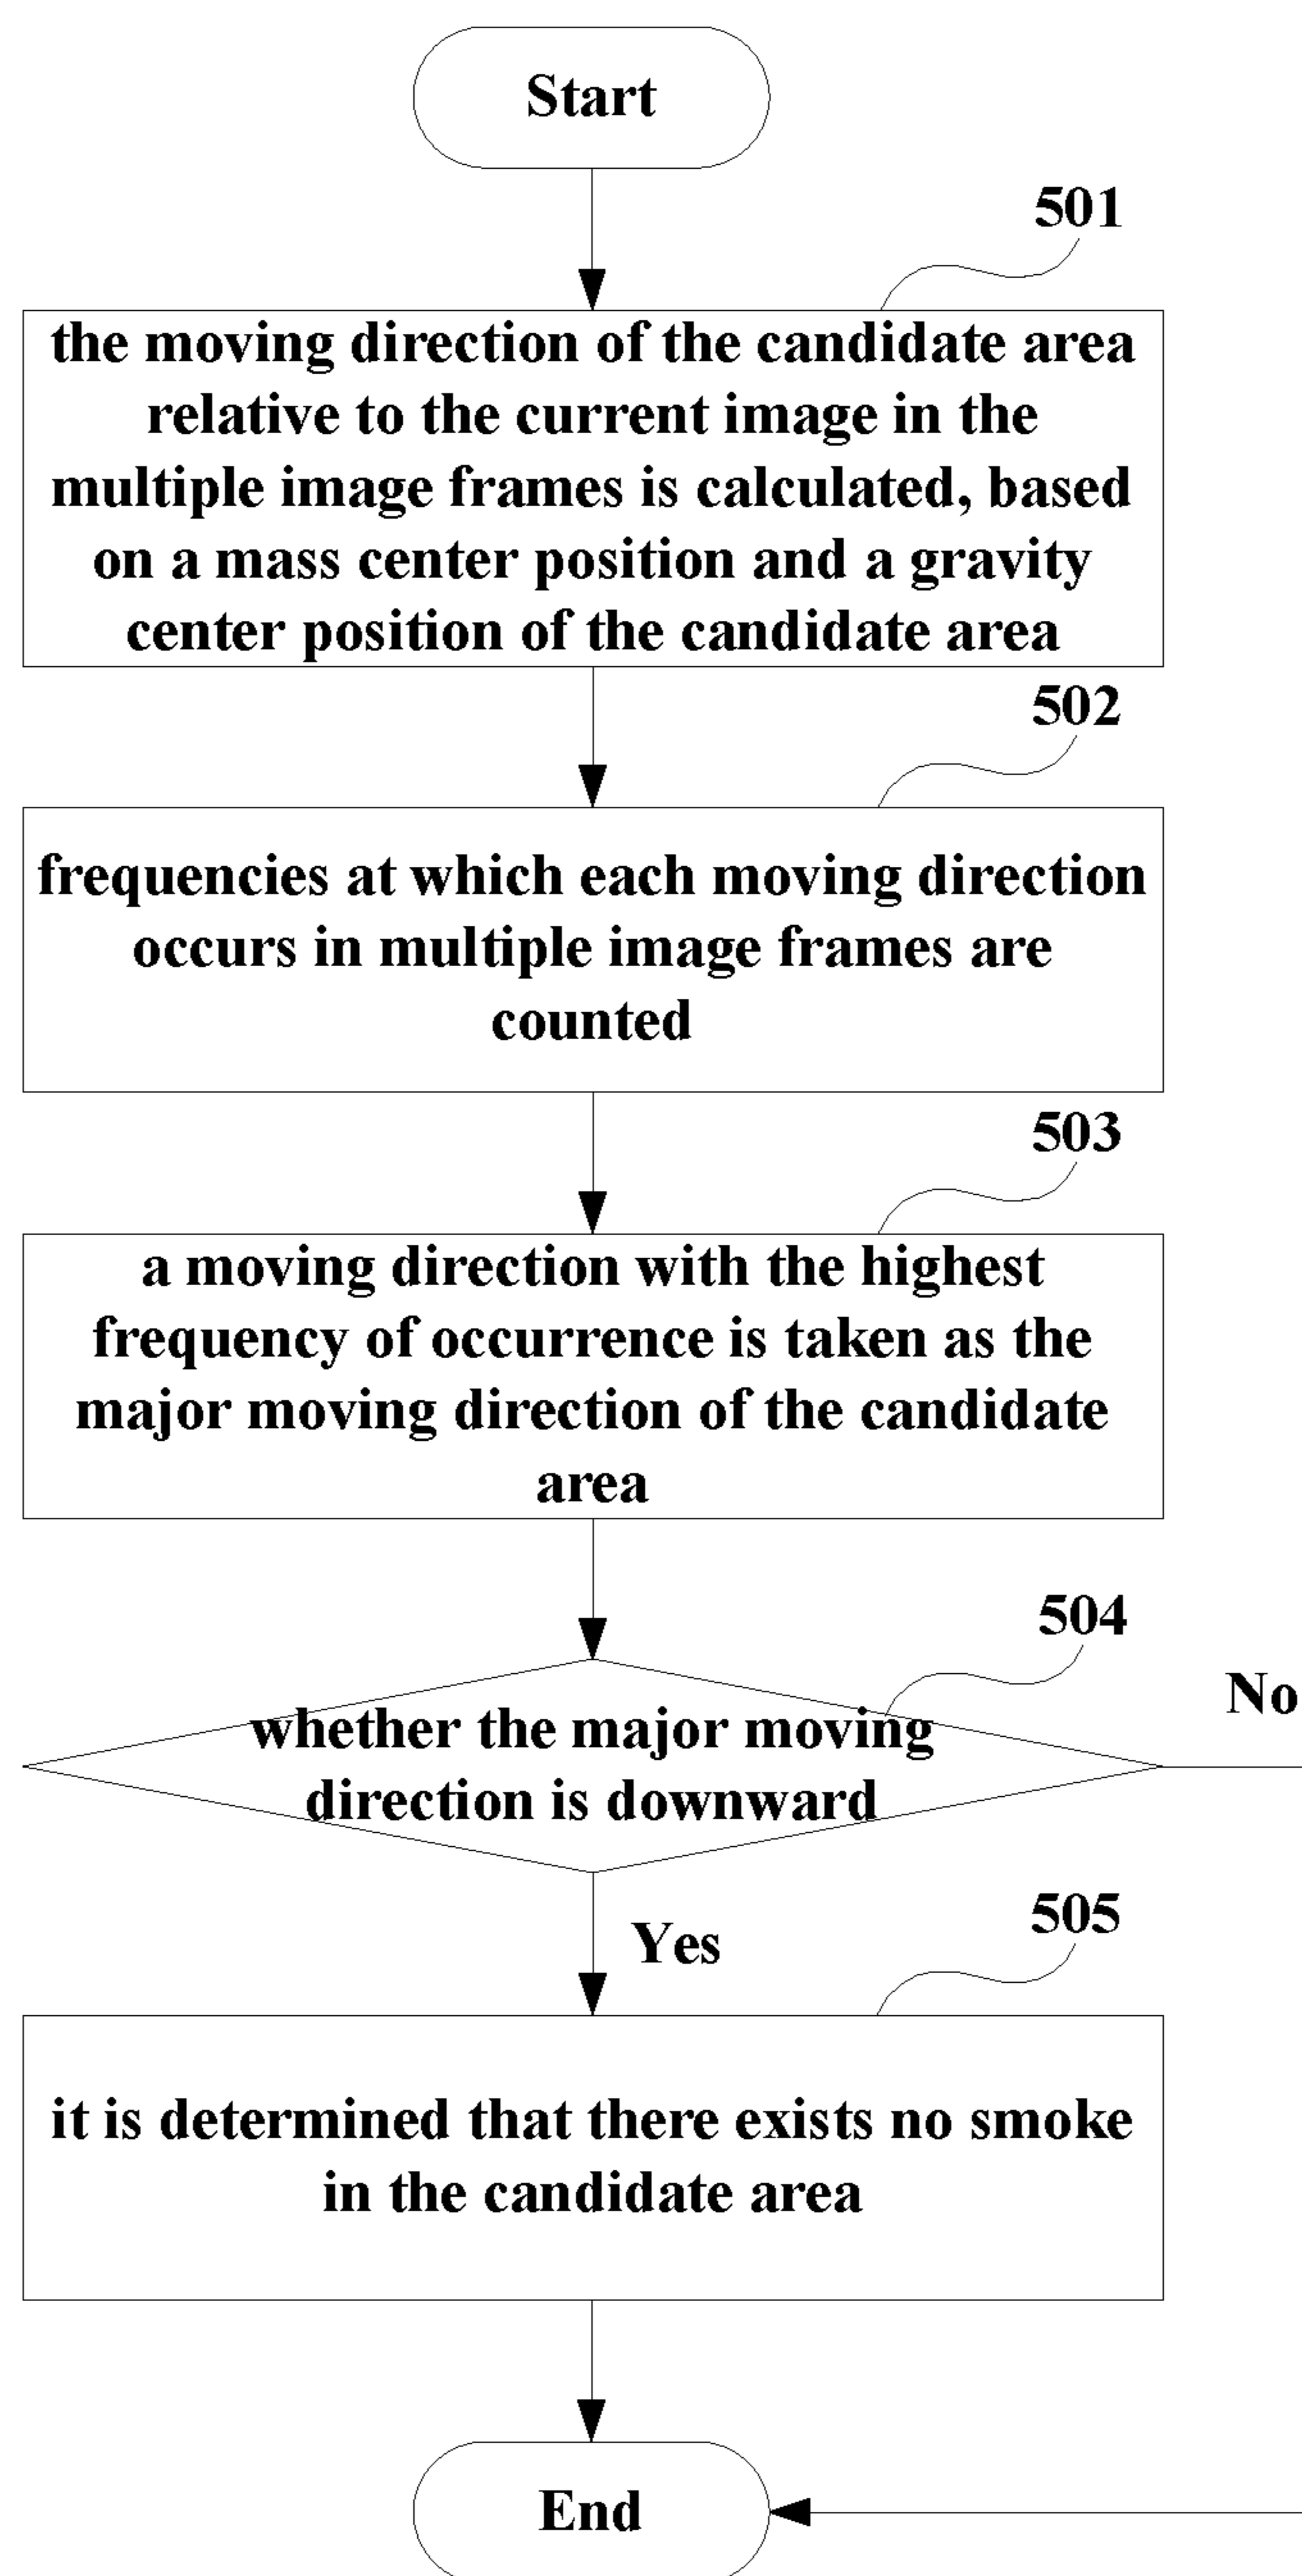 Start
501
the moving direction of the candidate area
relative to the current image in the
multiple image frames is calculated, based
on a mass center position and a gravity
center position of the candidate area
502
frequencies at which each moving direction
occurs in multiple image frames are
counted
503
a moving direction with the highest
frequency of occurrence is taken as the
major moving direction of the candidate
area
504
No
whether the major moving
direction is downward
Yes
505
it is determined that there exists no smoke
in the candidate area
End